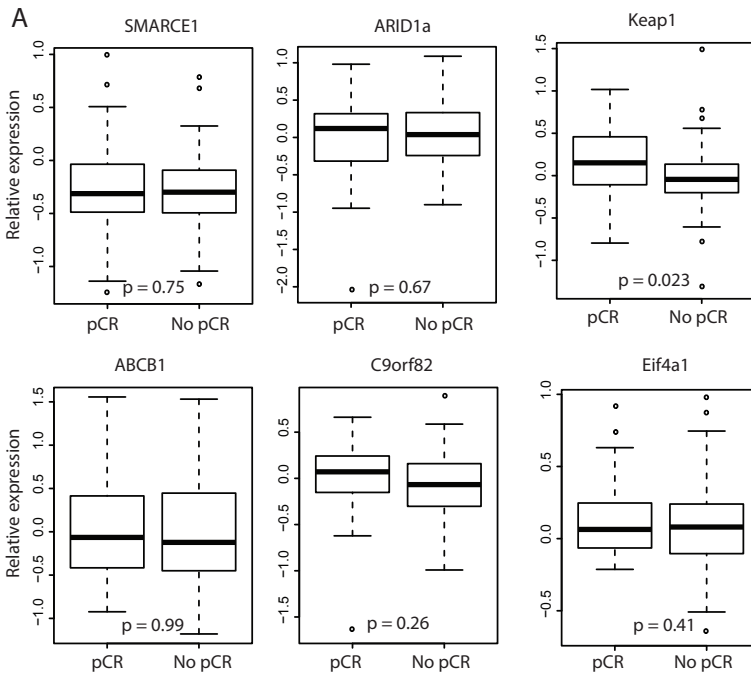 A
SMARCE1
ARID1a
Keap1
Relative expression
1.0
0.5
0.0
−0.5
−1.0
p = 0.75
pCR
No pCR
1.0
0.5
0.0
−0.5
−1.0
−1.5
−2.0
p = 0.67
pCR
No pCR
1.5
1.0
0.5
0.0
−0.5
−1.0
p = 0.023
pCR
No pCR
ABCB1
C9orf82
Eif4a1
Relative expression
1.5
1.0
0.5
0.0
−0.5
−1.0
p = 0.99
pCR
No pCR
0.5
0.0
−0.5
−1.0
−1.5
p = 0.26
pCR
No pCR
1.0
0.5
0.0
−0.5
p = 0.41
pCR
No pCR